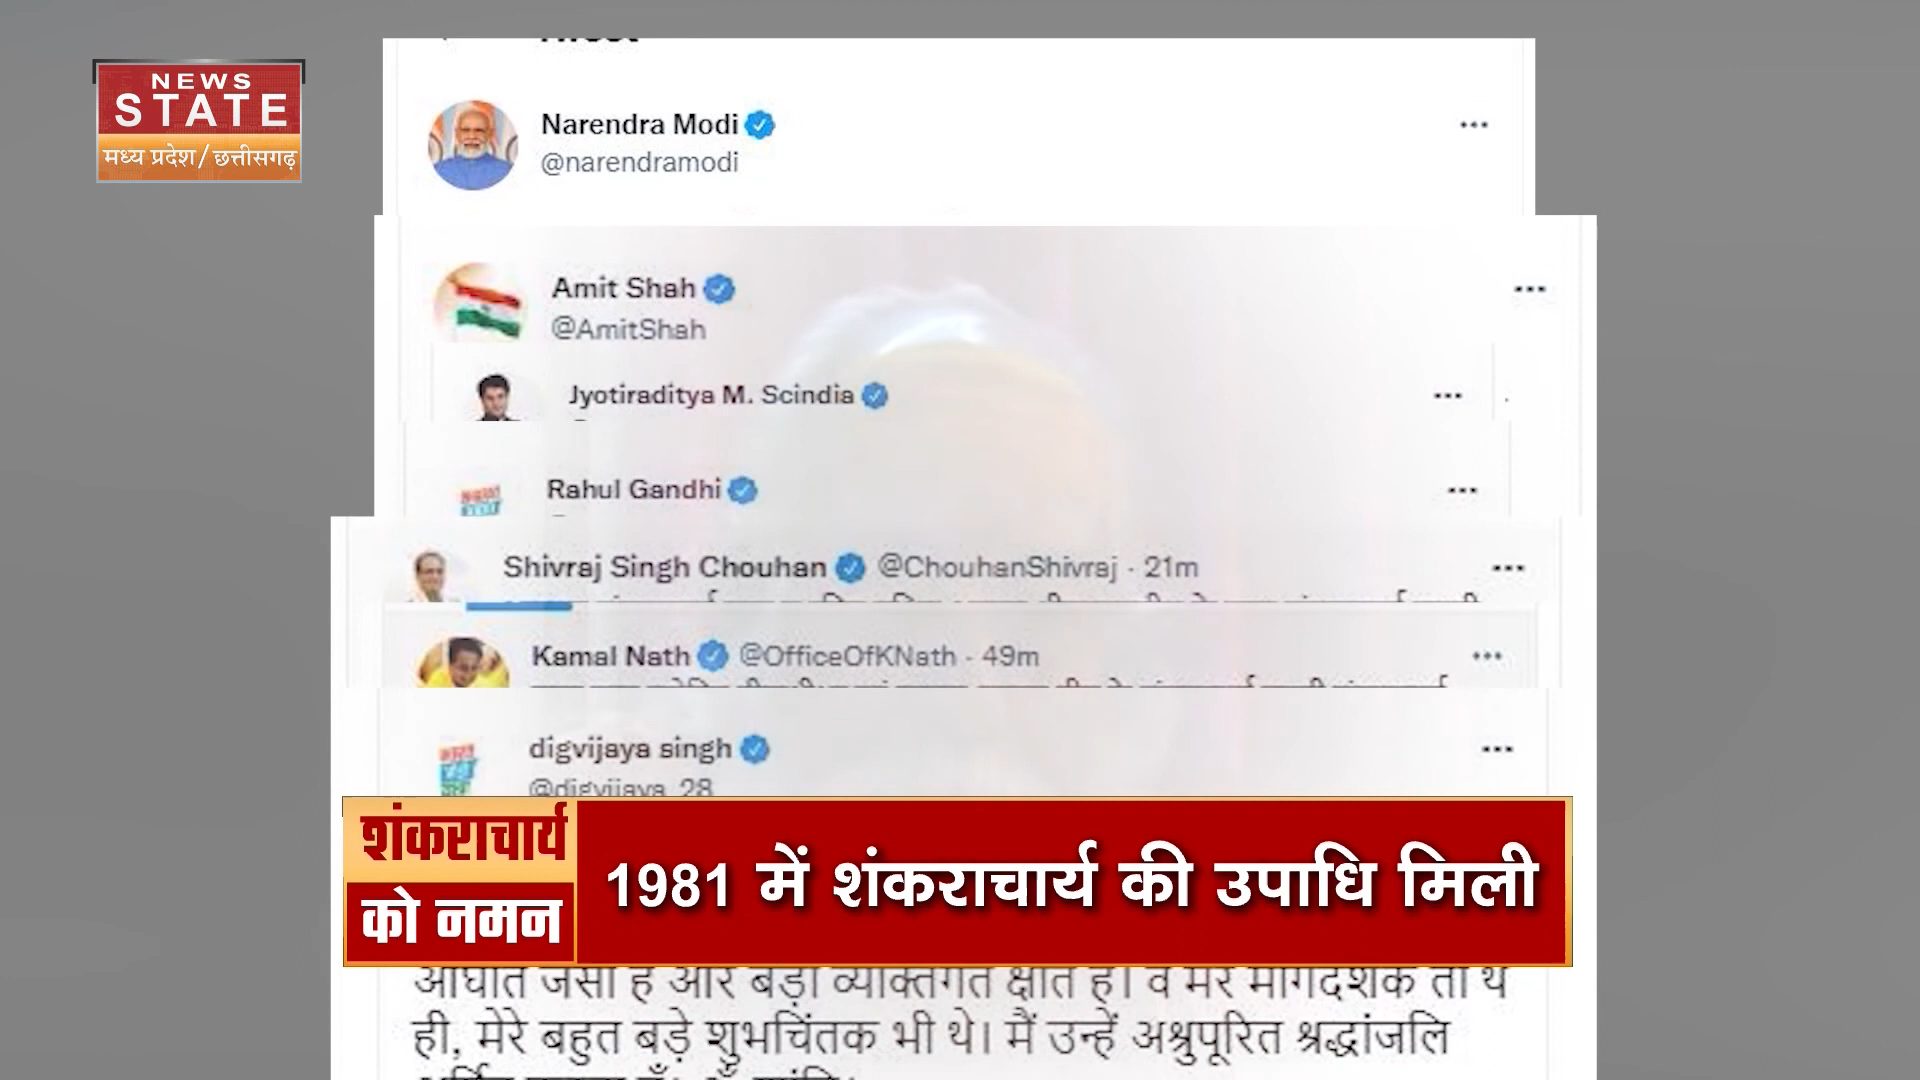 NEWS
STATE
मध्य प्रदेश/छत्तीसगढ़
Narendra Modi
@narendramodi
Amit Shah
@AmitShah
Jyotiraditya M. Scindia
Rahul Gandhi
Shivraj Singh Chouhan @ChouhanShivraj · 21m
Kamal Nath @OfficeOfKNath · 49m
digvijaya singh
@digvijaya_28
शंकराचार्य
को नमन
1981 में शंकराचार्य की उपाधि मिली
आघात जैसा है और बड़ी व्यक्तिगत क्षति है। वे मेरे मार्गदर्शक तो थे
ही, मेरे बहुत बड़े शुभचिंतक भी थे। मैं उन्हें अश्रुपूरित श्रद्धांजलि